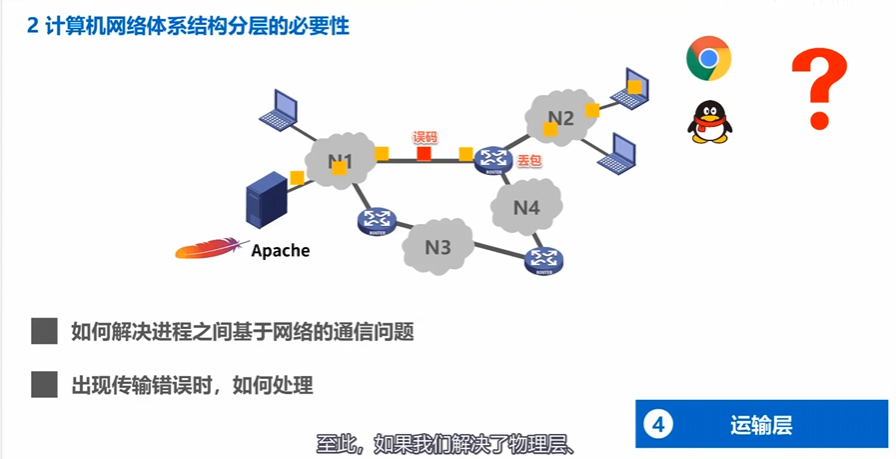 2 计算机网络体系结构分层的必要性
N1
误码
ROUTER
丢包
N2
N4
ROUTER
N3
ROUTER
Apache
如何解决进程之间基于网络的通信问题
出现传输错误时，如何处理
4 运输层
至此，如果我们解决了物理层、